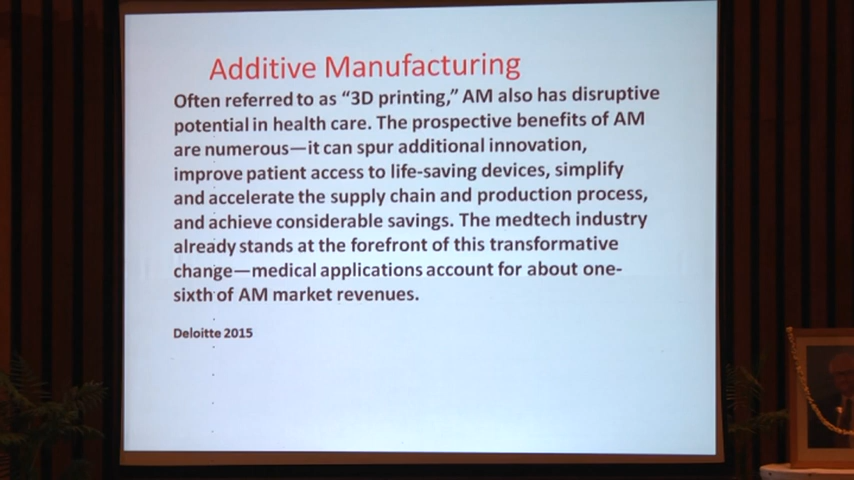 Additive Manufacturing
Often referred to as “3D printing,” AM also has disruptive
potential in health care. The prospective benefits of AM
are numerous—it can spur additional innovation,
improve patient access to life-saving devices, simplify
and accelerate the supply chain and production process,
and achieve considerable savings. The medtech industry
already stands at the forefront of this transformative
change—medical applications account for about one-
sixth of AM market revenues.
Deloitte 2015